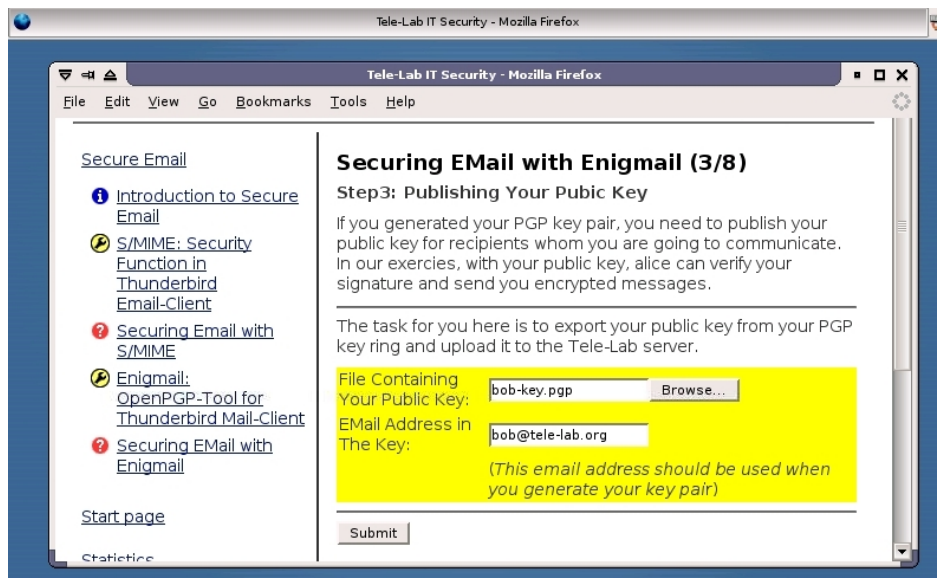 Tele-Lab IT Security - Mozilla Firefox
Tele-Lab IT Security - Mozilla Firefox
File Edit View Go Bookmarks Tools Help
Secure Email
Introduction to Secure
Email
S/MIME: Security
Function in
Thunderbird
Email-Client
Securing Email with
S/MIME
Enigmail:
OpenPGP-Tool for
Thunderbird Mail-Client
Securing EMail with
Enigmail
Start page
Statistics
Securing EMail with Enigmail (3/8)
Step3: Publishing Your Pubic Key
If you generated your PGP key pair, you need to publish your
public key for recipients whom you are going to communicate.
In our exercies, with your public key, alice can verify your
signature and send you encrypted messages.
The task for you here is to export your public key from your PGP
key ring and upload it to the Tele-Lab server.
File Containing
Your Public Key:
bob-key.pgp
Browse...
EMail Address in
The Key:
bob@tele-lab.org
(This email address should be used when
you generate your key pair)
Submit